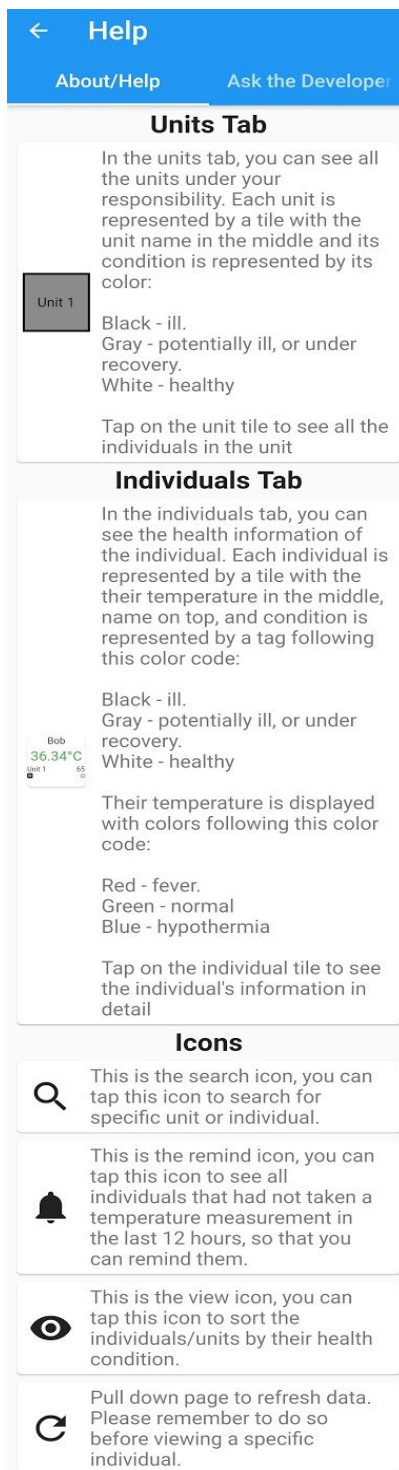 Help
About/Help
Ask the Developer
Units Tab
In the units tab, you can see all
the units under your
responsibility. Each unit is
represented by a tile with the
unit name in the middle and its
condition is represented by its
color:
Unit 1
Black - ill.
Gray - potentially ill, or under
recovery.
White - healthy
Tap on the unit tile to see all the
individuals in the unit
Individuals Tab
In the individuals tab, you can
see the health information of
the individual. Each individual is
represented by a tile with the
their temperature in the middle,
name on top, and condition is
represented by a tag following
this color code:
Black - ill.
Gray - potentially ill, or under
recovery.
White - healthy
Bob
36.34°C
Unit 1 65
Their temperature is displayed
with colors following this color
code:
Red - fever.
Green - normal
Blue - hypothermia
Tap on the individual tile to see
the individual's information in
detail
Icons
This is the search icon, you can
tap this icon to search for
specific unit or individual.
This is the remind icon, you can
tap this icon to see all
individuals that had not taken a
temperature measurement in
the last 12 hours, so that you
can remind them.
This is the view icon, you can
tap this icon to sort the
individuals/units by their health
condition.
Pull down page to refresh data.
Please remember to do so
before viewing a specific
individual.